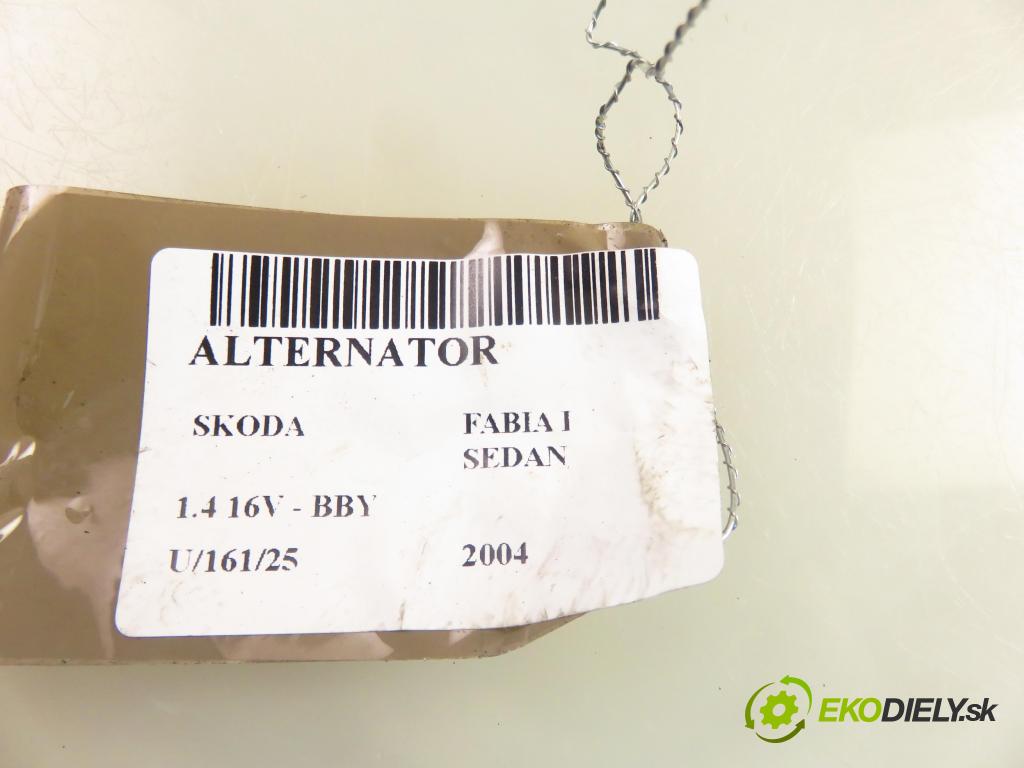 ALTERNATOR
SKODA FABIA I
SEDAN
1.4 16V - BBY
U/161/25 2004
EKODIELY.sk